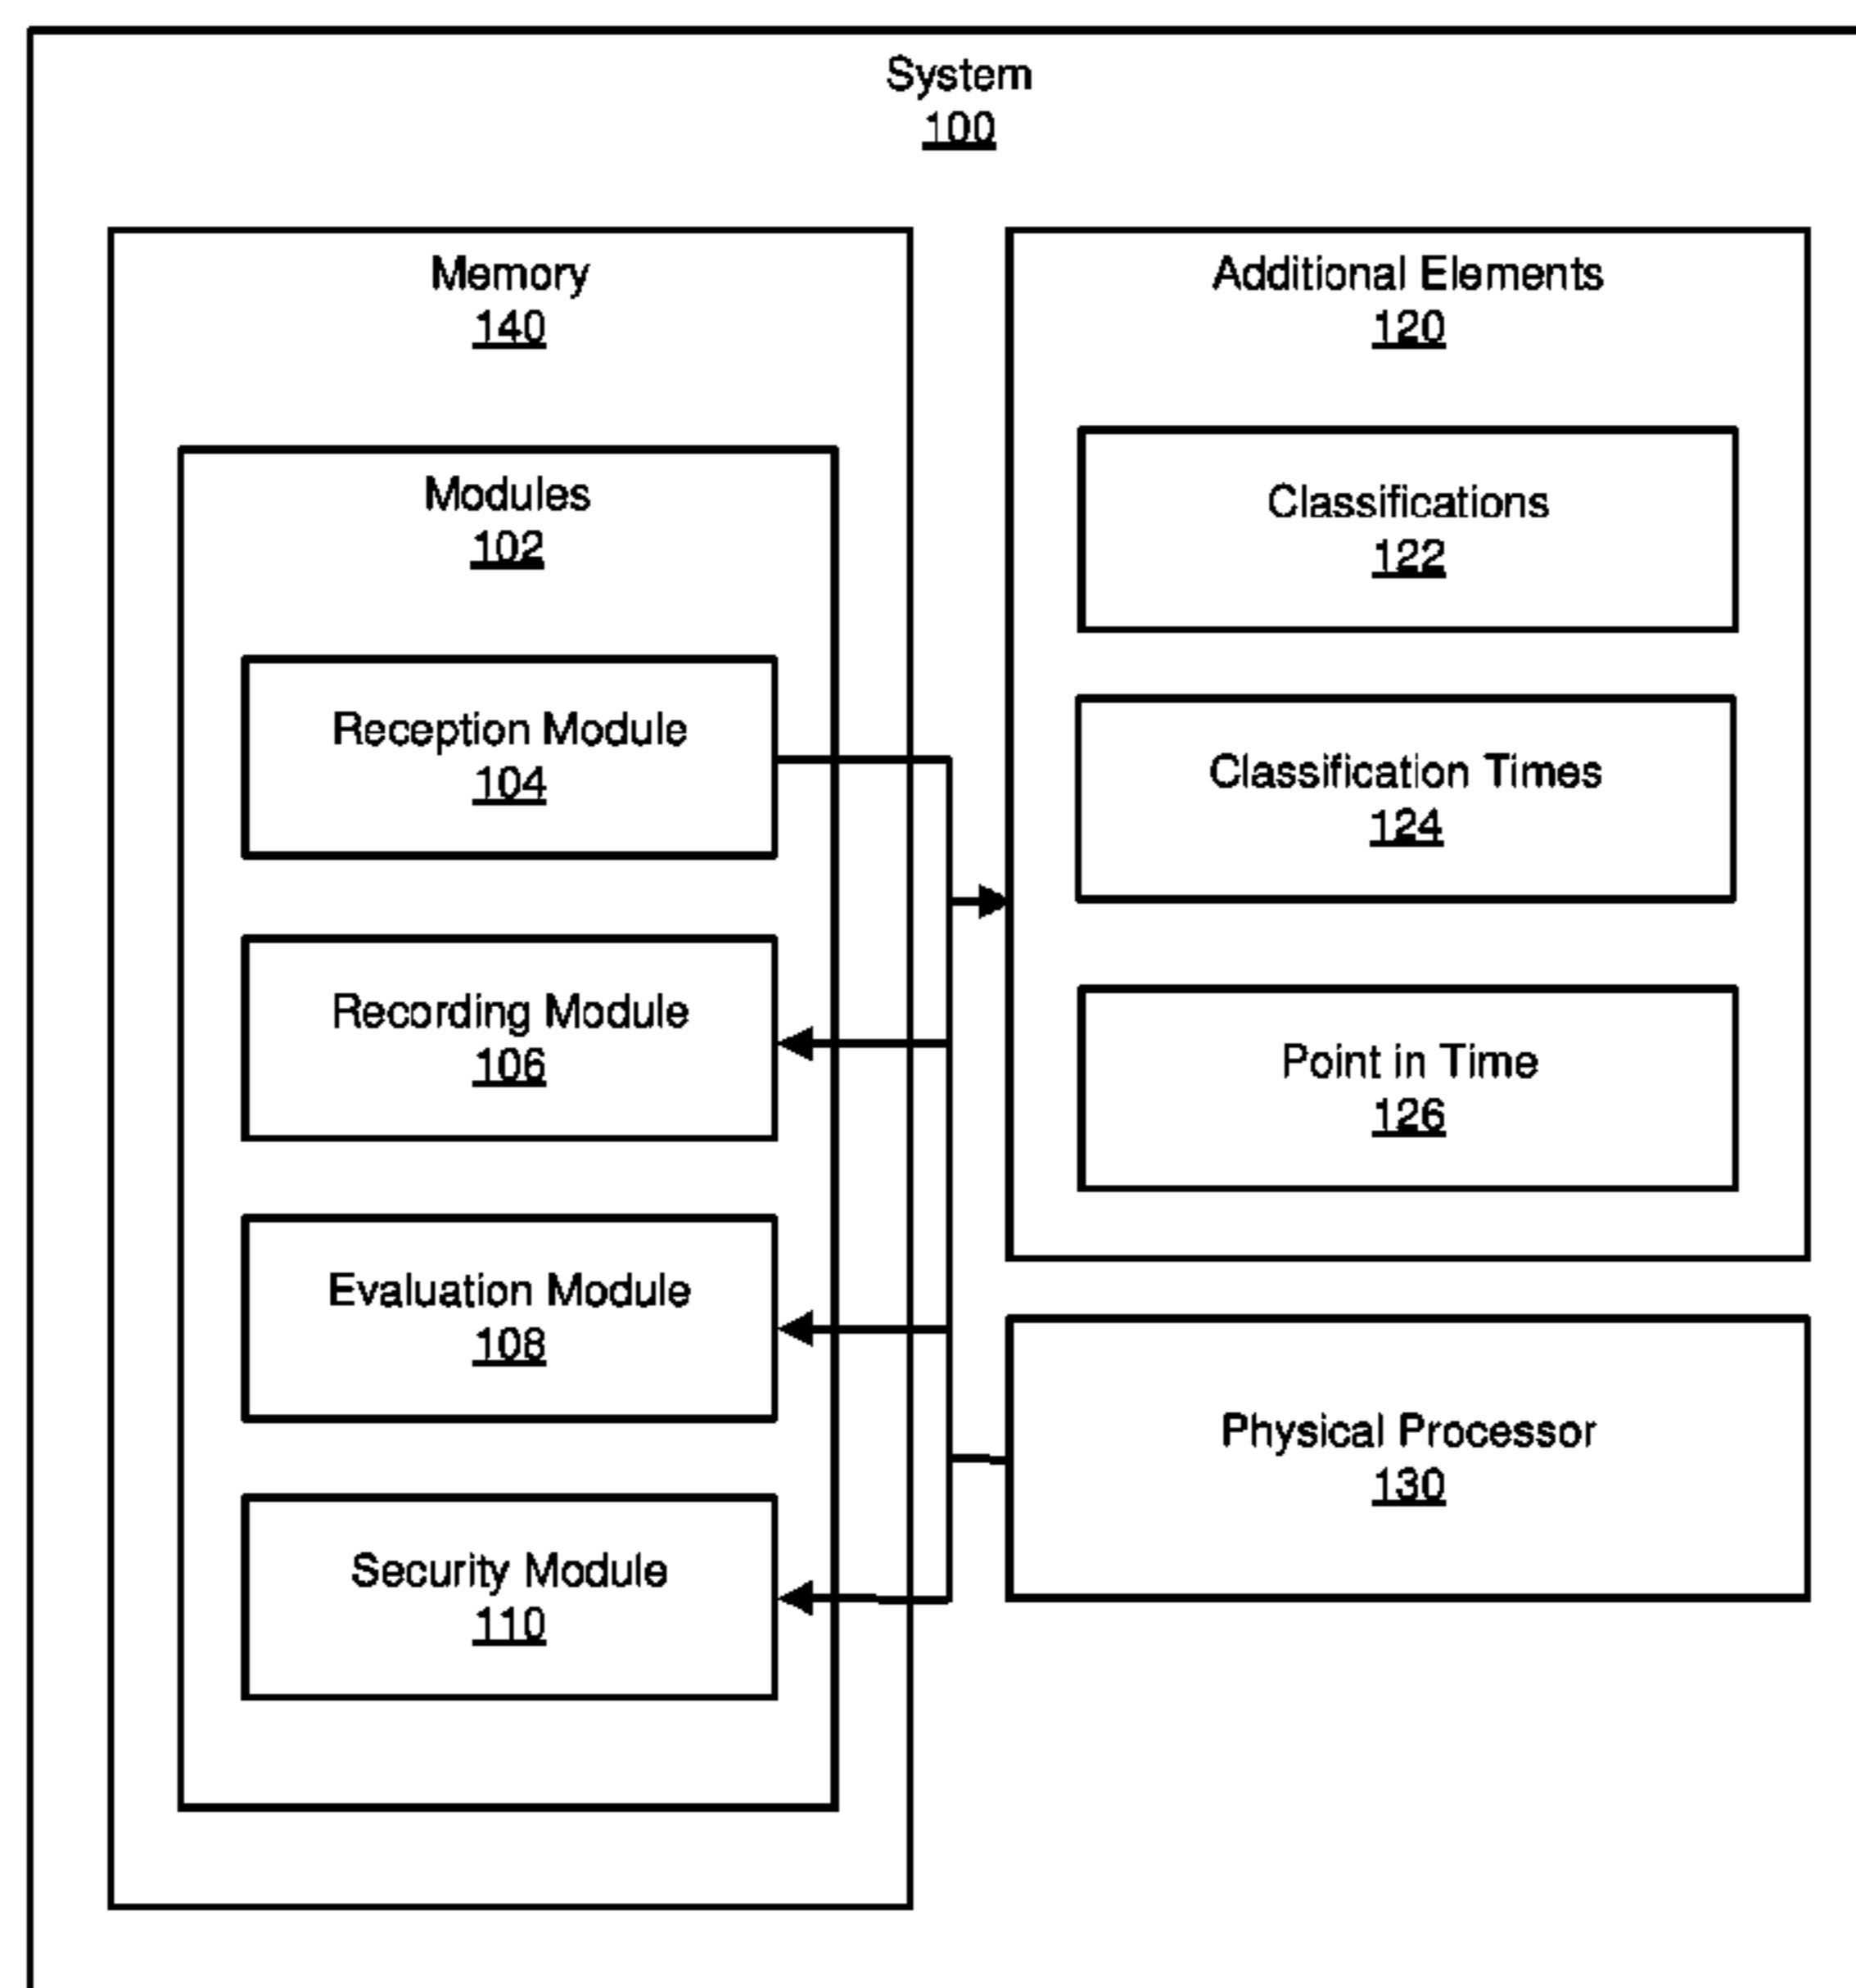 System
100
Memory
140
Modules
102
Reception Module
104
Recording Module
106
Evaluation Module
108
Security Module
110
Additional Elements
120
Classifications
122
Classification Times
124
Point in Time
126
Physical Processor
130